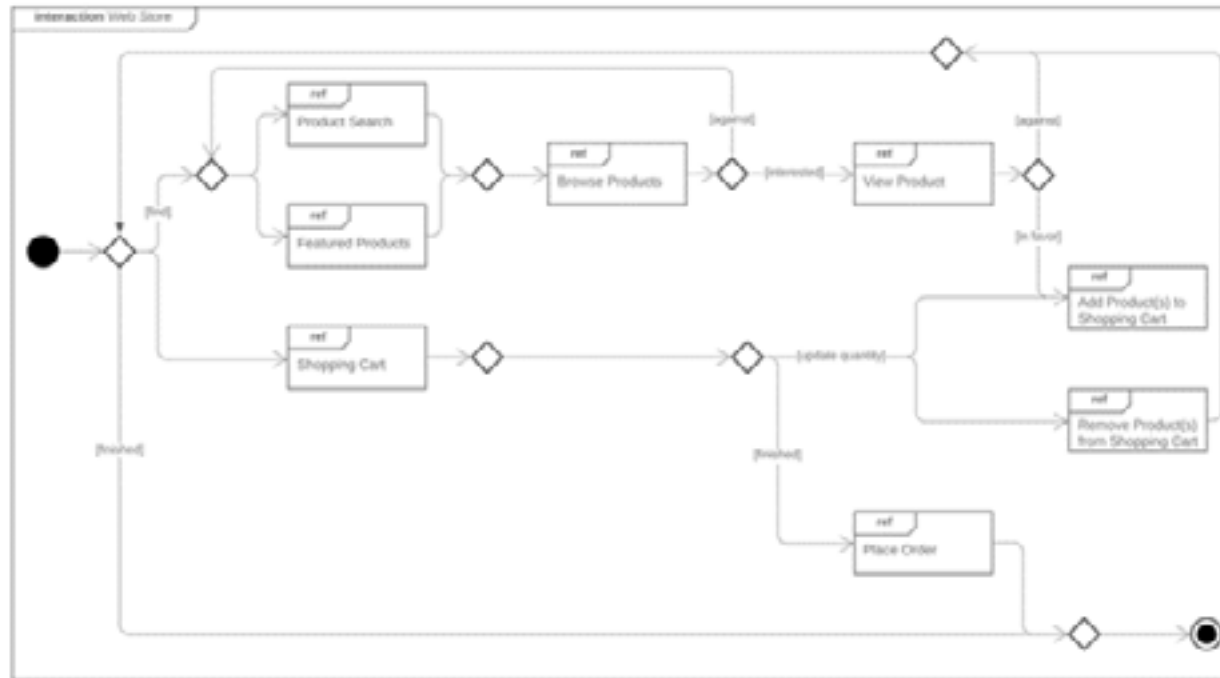 interaction Web Store
ref
Product Search
[against]
[against]
ref
Browse Products
[interested]
ref
View Product
[find]
ref
Featured Products
[in favor]
ref
Add Product(s) to
Shopping Cart
ref
Shopping Cart
[update quantity]
ref
Remove Product(s)
from Shopping Cart
[finished]
[finished]
ref
Place Order